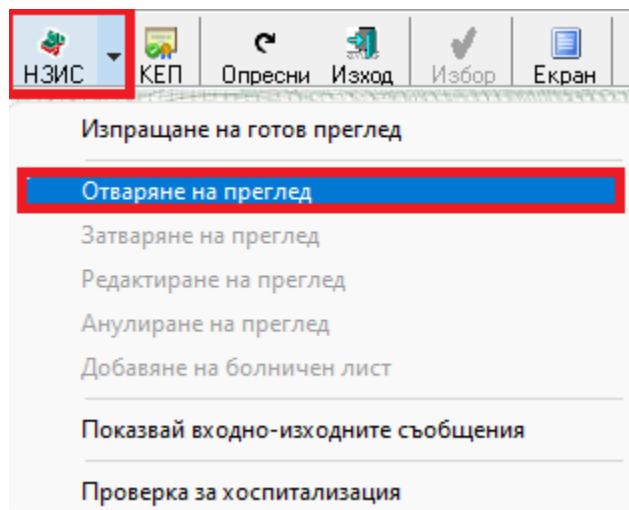 НЗИС КЕП Опресни Изход Избор Екран
Изпращане на готов преглед
Отваряне на преглед
Затваряне на преглед
Редактиране на преглед
Анулиране на преглед
Добавяне на болничен лист
Показвай входно-изходните съобщения
Проверка за хоспитализация